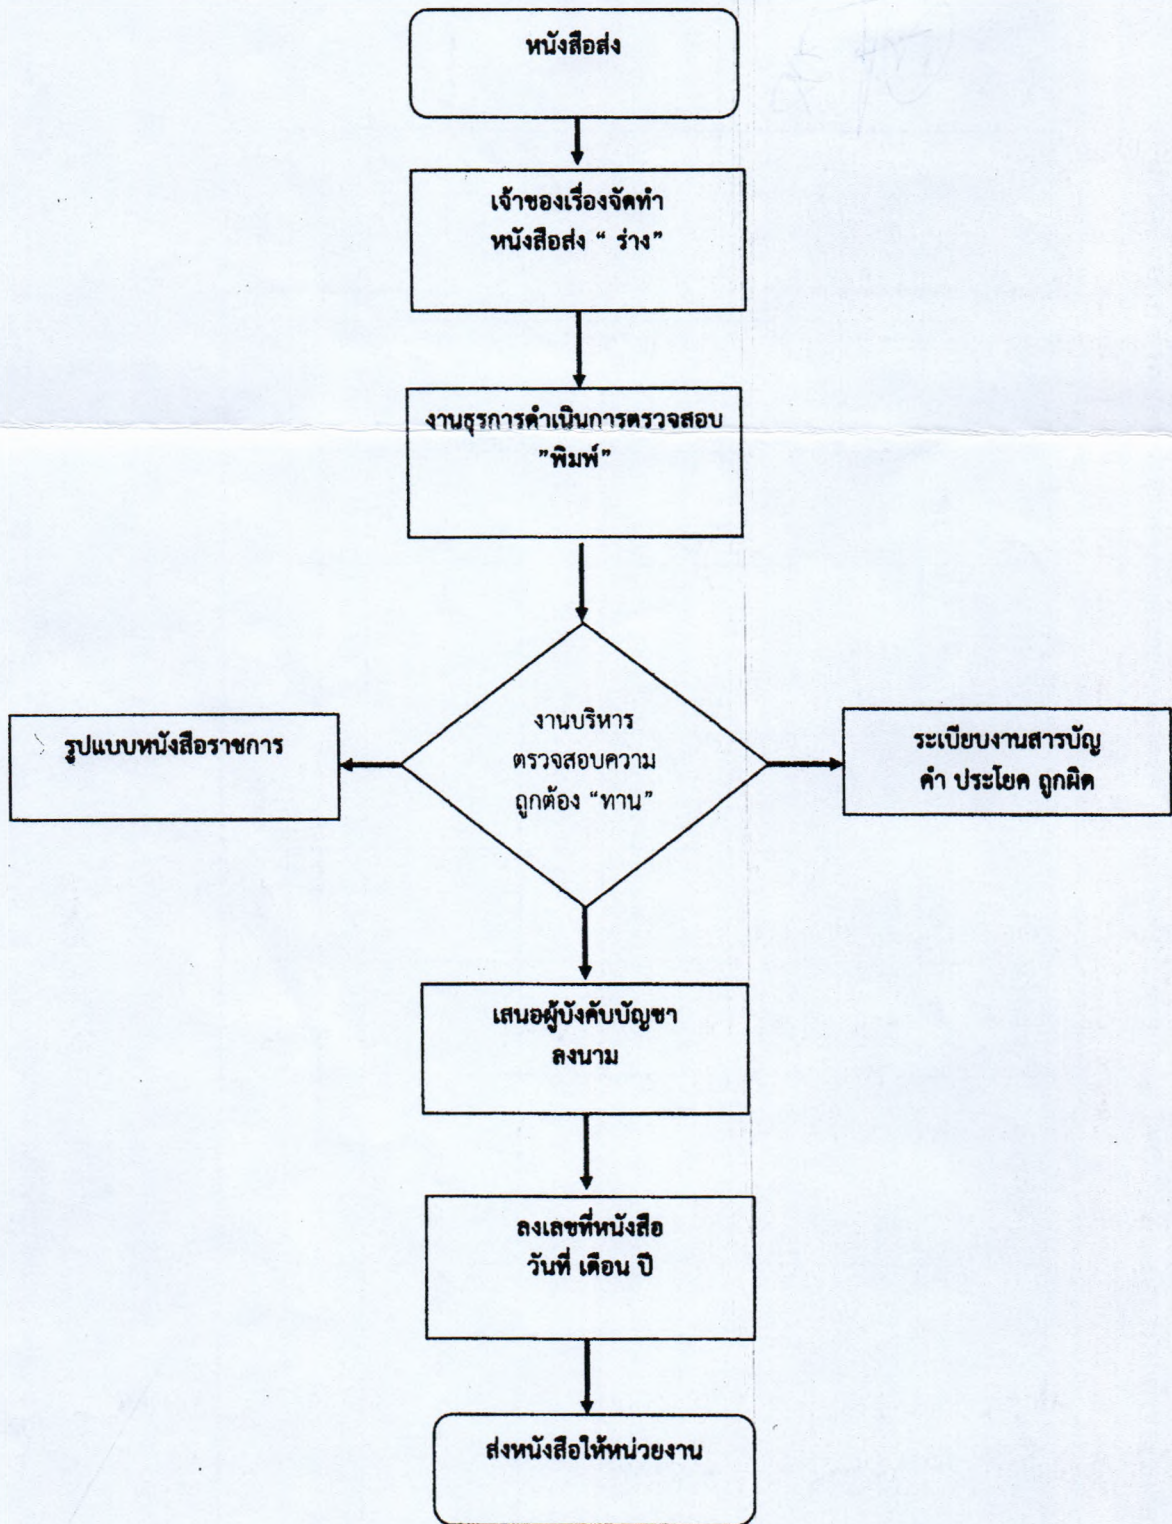 หนังสือส่ง
เจ้าของเรื่องจัดทำ
หนังสือส่ง “ ร่าง”
งานธุรการดำเนินการตรวจสอบ
”พิมพ์”
งานบริหาร
ตรวจสอบความ
ถูกต้อง “ทาน”
รูปแบบหนังสือราชการ
ระเบียบงานสารบัญ
คำ ประโยค ถูกผิด
เสนอผู้บังคับบัญชา
ลงนาม
ลงเลขที่หนังสือ
วันที่ เดือน ปี
ส่งหนังสือให้หน่วยงาน